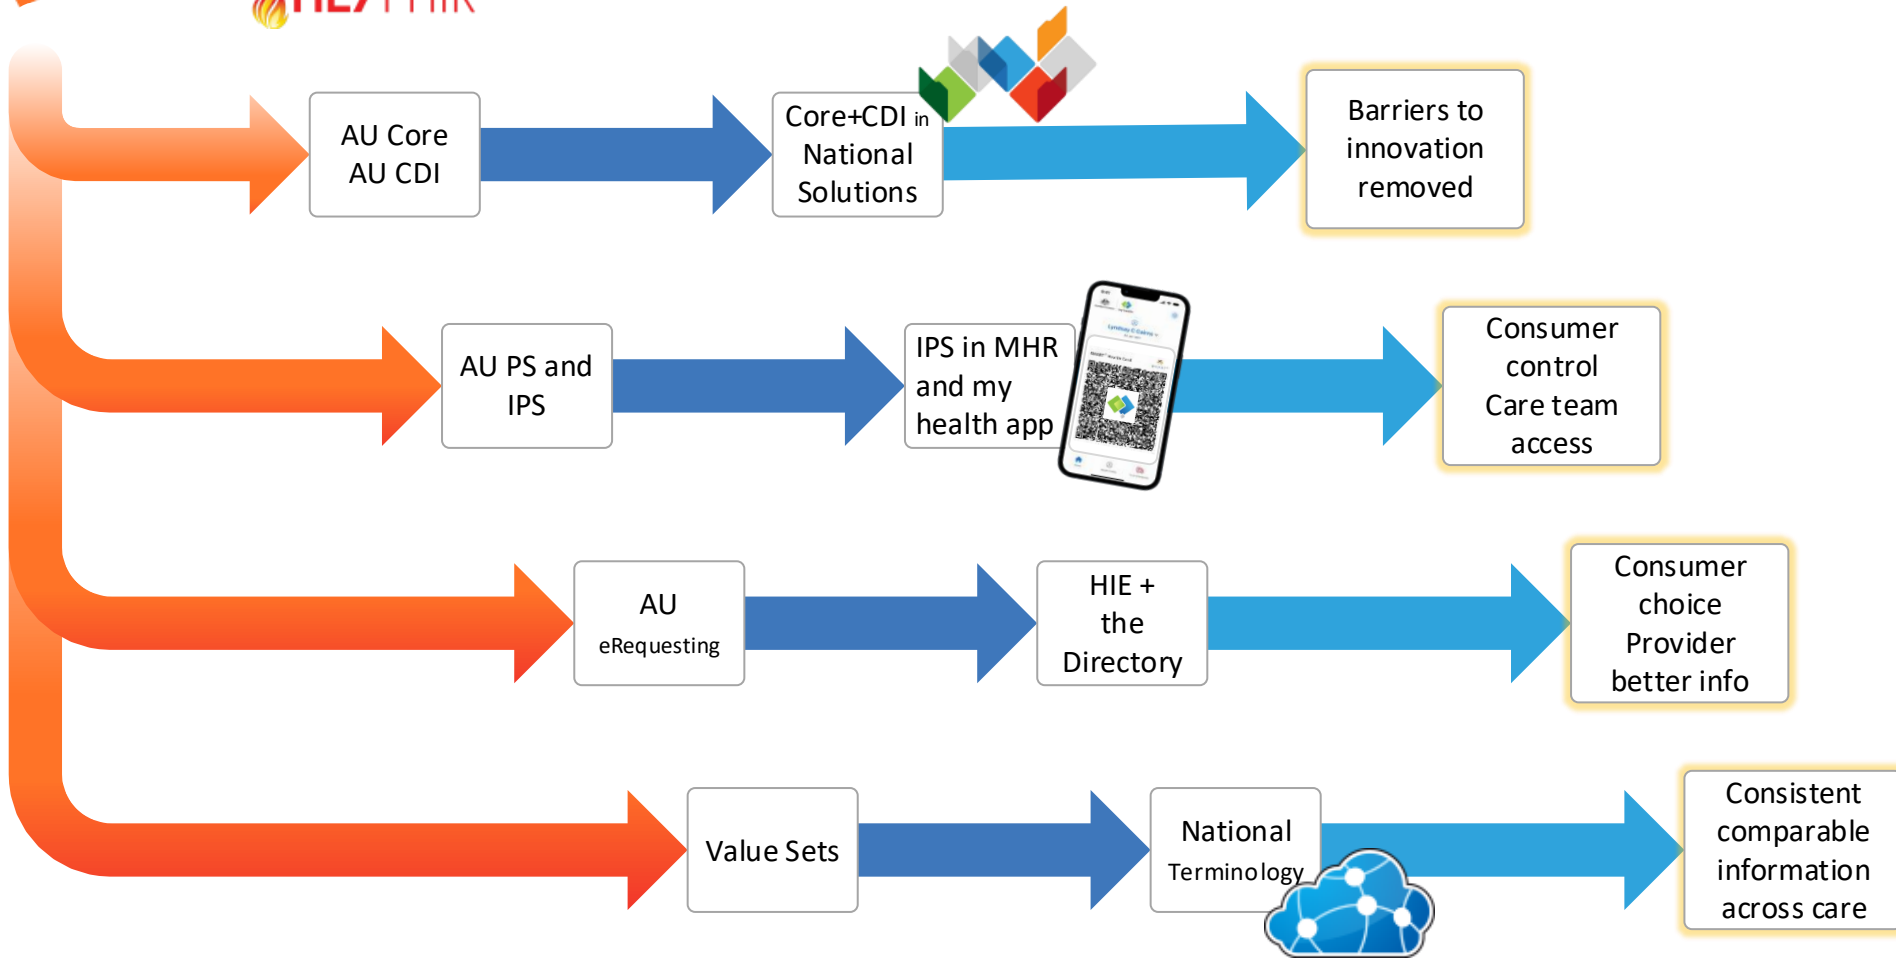 HL7 FHIR
AU Core
AU CDI
Core+CDI in
National
Solutions
Barriers to
innovation
removed
AU PS and
IPS
IPS in MHR
and my
health app
Consumer
control
Care team
access
AU
eRequesting
HIE +
the
Directory
Consumer
choice
Provider
better info
Value Sets
National
Terminology
Consistent
comparable
information
across care